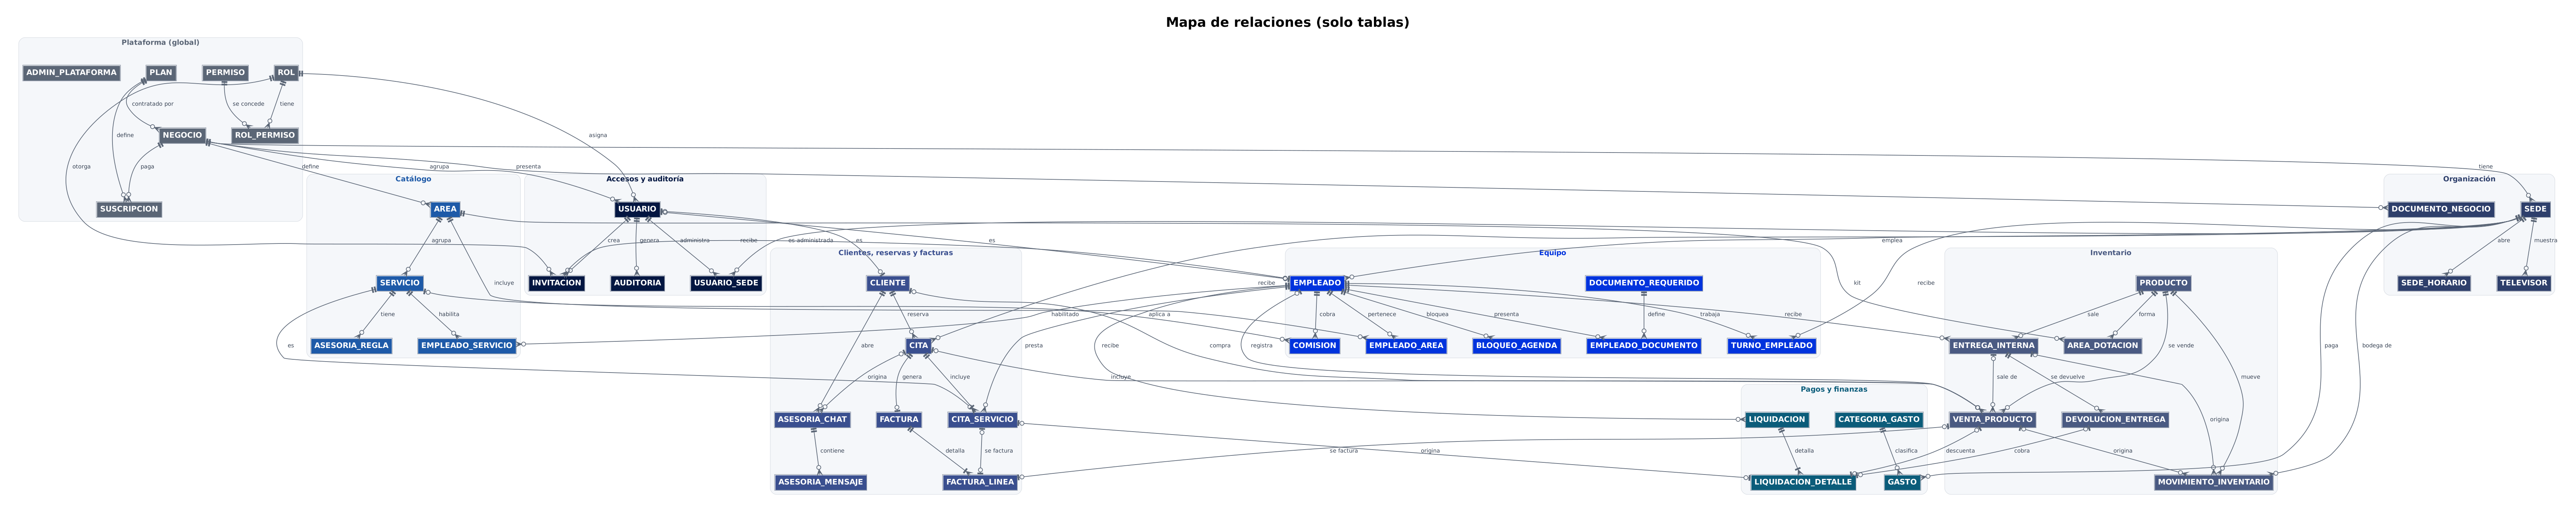 Mapa de relaciones (solo tablas)
Plataforma (global)
ADMIN_PLATAFORMA
PLAN
PERMISO
ROL
contratado por
se concede
tiene
define
NEGOCIO
ROL_PERMISO
asigna
otorga
paga
define
agrupa
presenta
tiene
SUSCRIPCION
Catálogo
AREA
agrupa
SERVICIO
incluye
tiene
habilita
ASESORIA_REGLA
EMPLEADO_SERVICIO
es
Accesos y auditoría
USUARIO
crea
genera
administra
recibe
es administrada
es
es
INVITACION
AUDITORIA
USUARIO_SEDE
Clientes, reservas y facturas
CLIENTE
reserva
abre
CITA
origina
genera
incluye
presta
ASESORIA_CHAT
FACTURA
CITA_SERVICIO
contiene
detalla
se factura
ASESORIA_MENSAJE
FACTURA_LINEA
Equipo
recibe
EMPLEADO
DOCUMENTO_REQUERIDO
habilitado
aplica a
cobra
pertenece
bloquea
presenta
define
trabaja
recibe
COMISION
EMPLEADO_AREA
BLOQUEO_AGENDA
EMPLEADO_DOCUMENTO
TURNO_EMPLEADO
recibe
incluye
compra
registra
emplea
kit
recibe
Organización
DOCUMENTO_NEGOCIO
SEDE
abre
muestra
SEDE_HORARIO
TELEVISOR
Inventario
PRODUCTO
sale
forma
ENTREGA_INTERNA
AREA_DOTACION
se vende
sale de
se devuelve
mueve
paga
bodega de
VENTA_PRODUCTO
DEVOLUCION_ENTREGA
origina
origina
MOVIMIENTO_INVENTARIO
Pagos y finanzas
LIQUIDACION
CATEGORIA_GASTO
se factura
origina
detalla
clasifica
descuenta
cobra
LIQUIDACION_DETALLE
GASTO